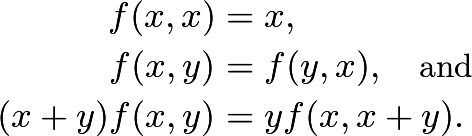 f(x, x) = x,
f(x, y) = f(y, x), and
(x + y)f(x, y) = yf(x, x + y).